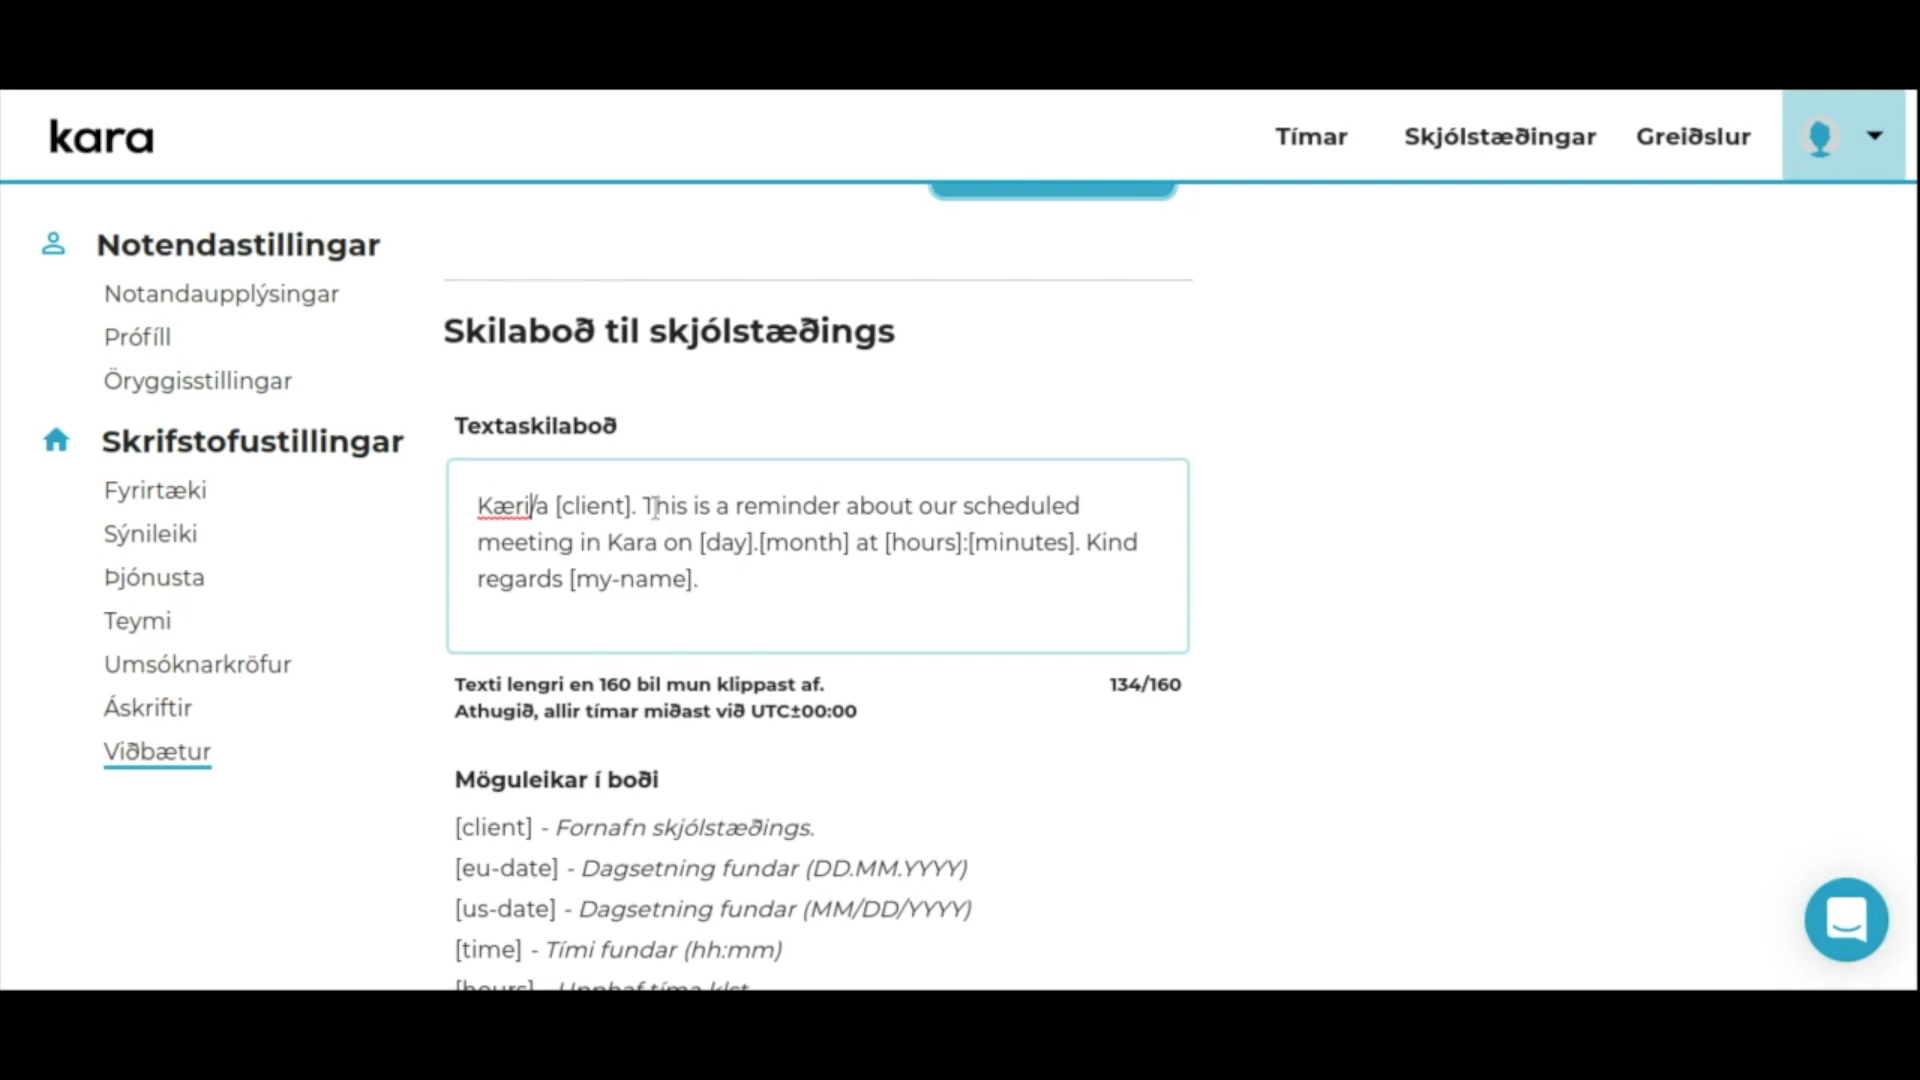 kara
Tímar
Skjólstæðingar
Greiðslur
Notendastillingar
Notandaupplýsingar
Prófíll
Öryggisstillingar
Skrifstofustillingar
Fyrirtæki
Sýnileiki
Þjónusta
Teymi
Umsóknarkröfur
Áskriftir
Viðbætur
Skilaboð til skjólstæðings
Textaskilaboð
Kæri/a [client]. This is a reminder about our scheduled
meeting in Kara on [day].[month] at [hours]:[minutes]. Kind
regards [my-name].
Texti lengri en 160 bil mun klippast af.
134/160
Athugið, allir tímar miðast við UTC±00:00
Möguleikar í boði
[client] - Fornafn skjólstæðings.
[eu-date] - Dagsetning fundar (DD.MM.YYYY)
[us-date] - Dagsetning fundar (MM/DD/YYYY)
[time] - Tími fundar (hh:mm)
[hours] - Upphaf tíma klst